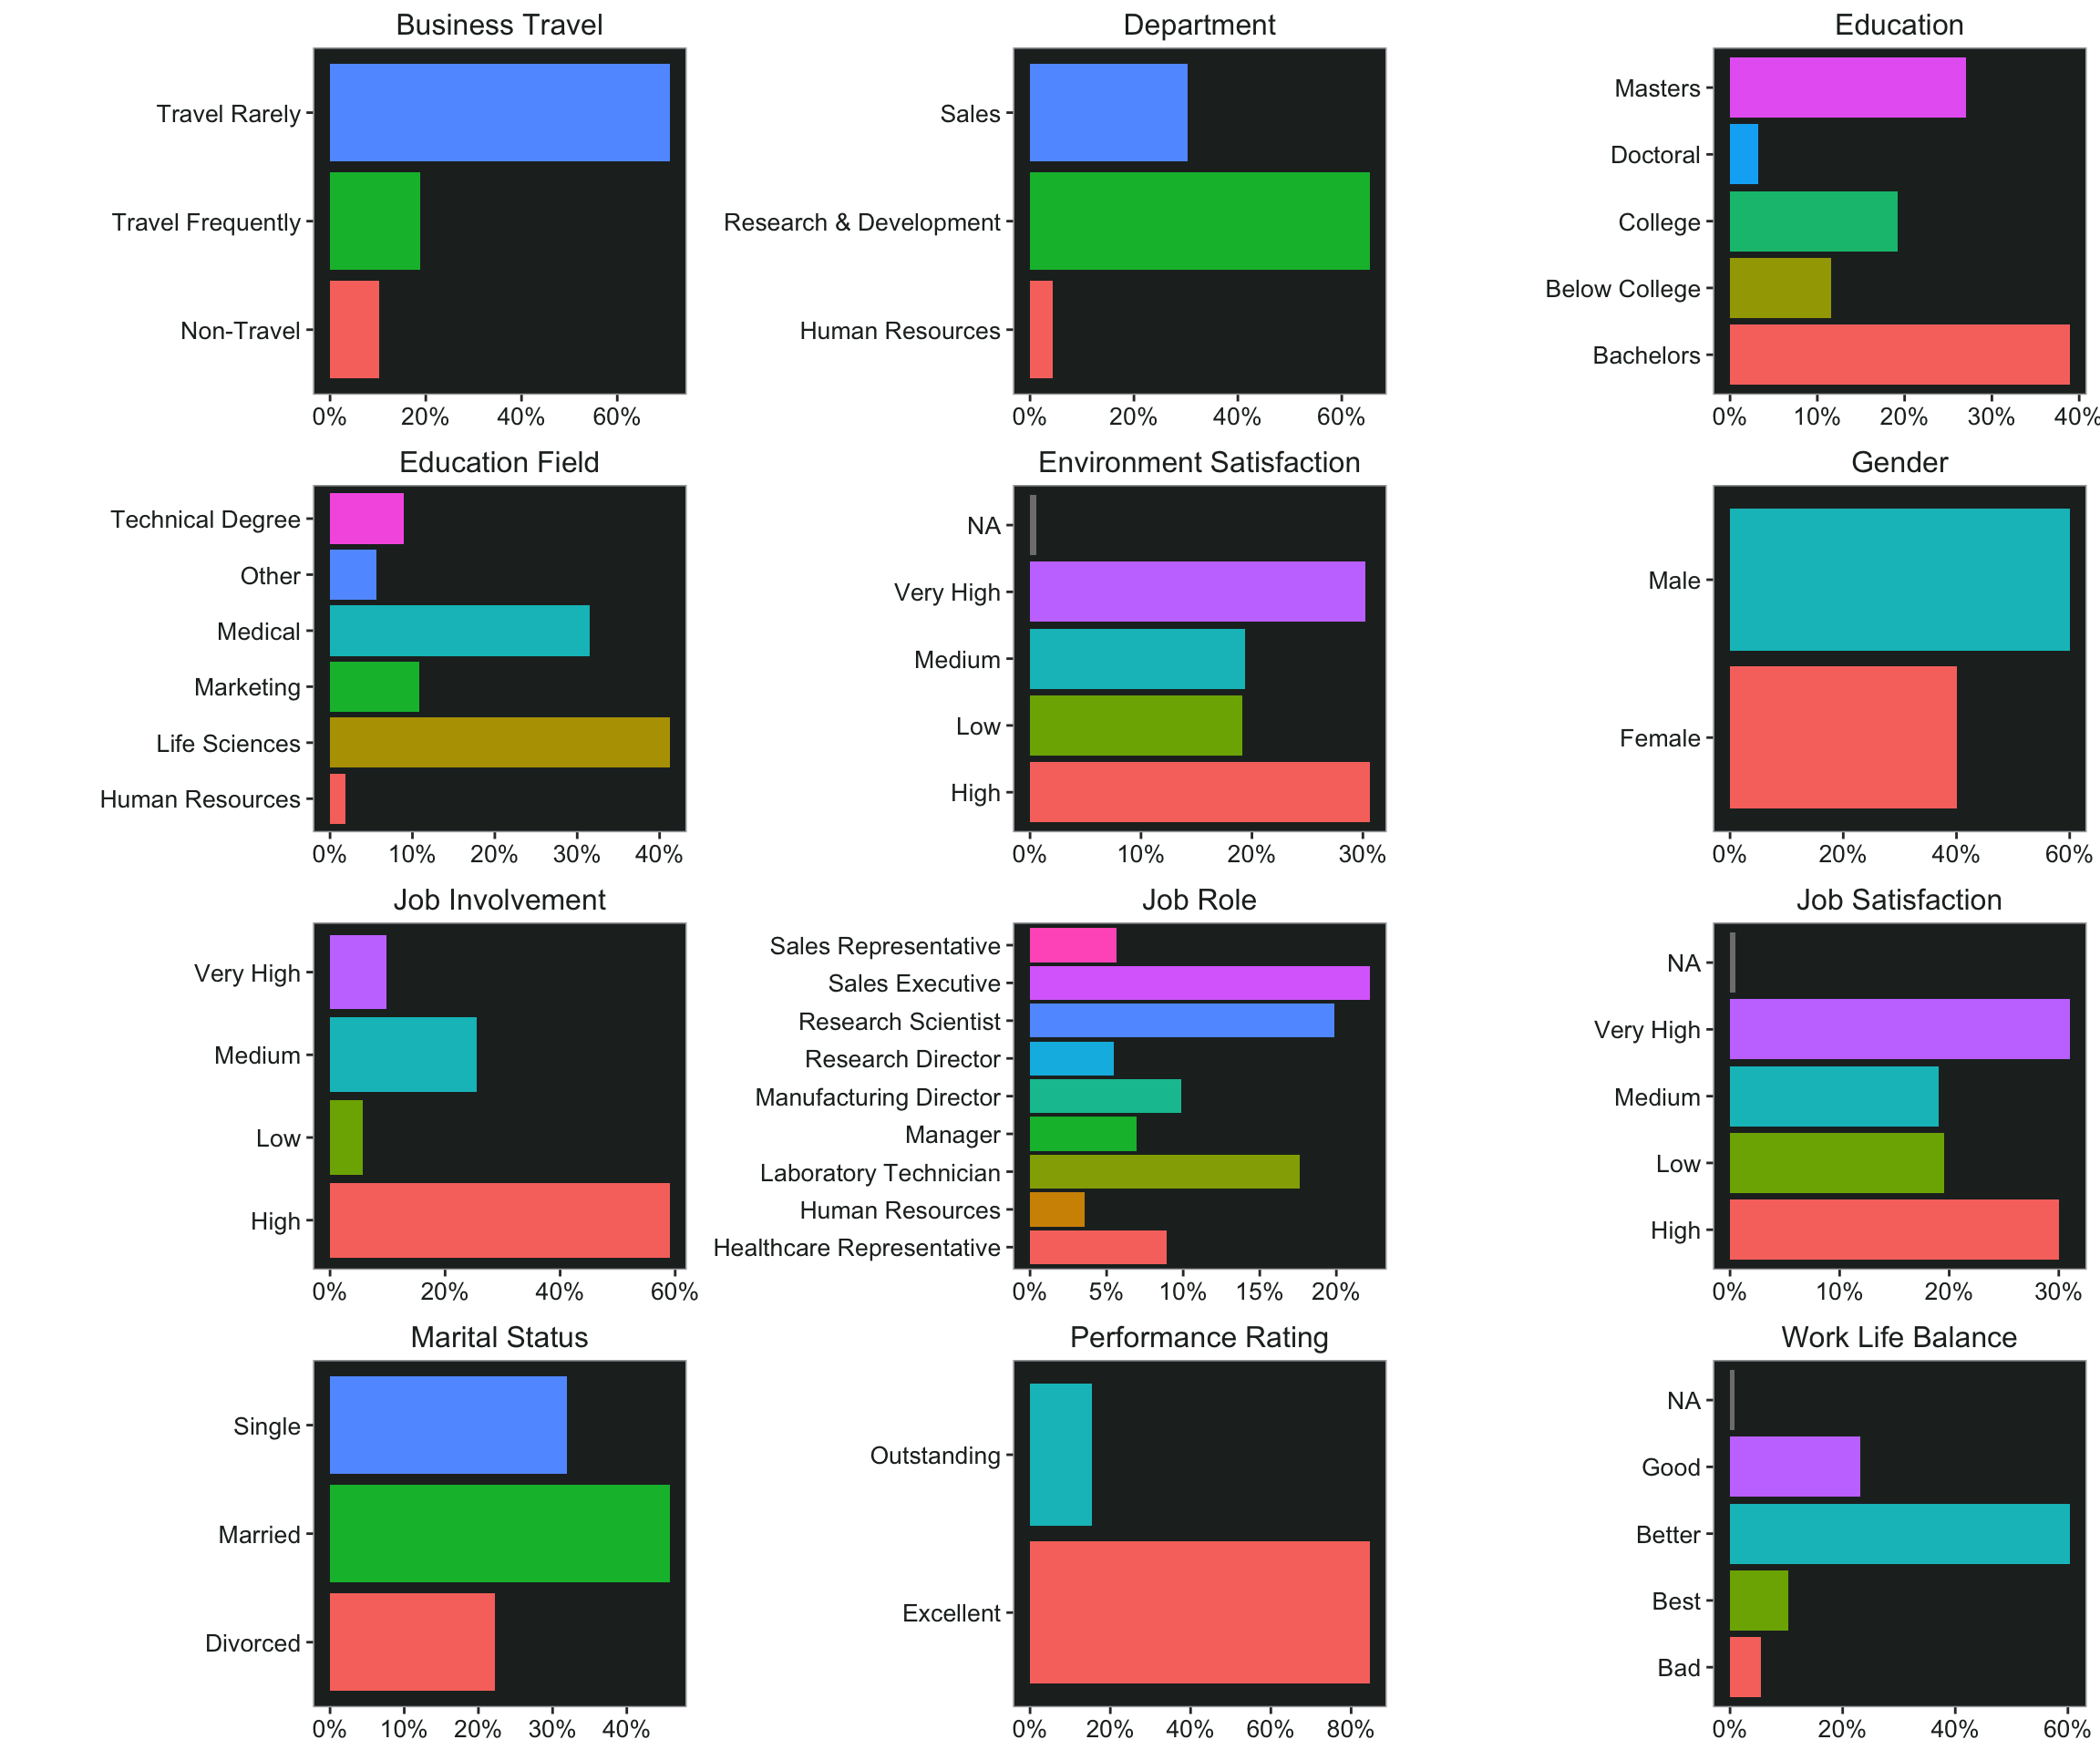 Business Travel
Travel Rarely
Travel Frequently
Non-Travel
0% 20% 40% 60%
Department
Sales
Research & Development
Human Resources
0% 20% 40% 60%
Education
Masters
Doctoral
College
Below College
Bachelors
0% 10% 20% 30% 40%
Education Field
Technical Degree
Other
Medical
Marketing
Life Sciences
Human Resources
0% 10% 20% 30% 40%
Environment Satisfaction
NA
Very High
Medium
Low
High
0% 10% 20% 30%
Gender
Male
Female
0% 20% 40% 60%
Job Involvement
Very High
Medium
Low
High
0% 20% 40% 60%
Job Role
Sales Representative
Sales Executive
Research Scientist
Research Director
Manufacturing Director
Manager
Laboratory Technician
Human Resources
Healthcare Representative
0% 5% 10% 15% 20%
Job Satisfaction
NA
Very High
Medium
Low
High
0% 10% 20% 30%
Marital Status
Single
Married
Divorced
0% 10% 20% 30% 40%
Performance Rating
Outstanding
Excellent
0% 20% 40% 60% 80%
Work Life Balance
NA
Good
Better
Best
Bad
0% 20% 40% 60%